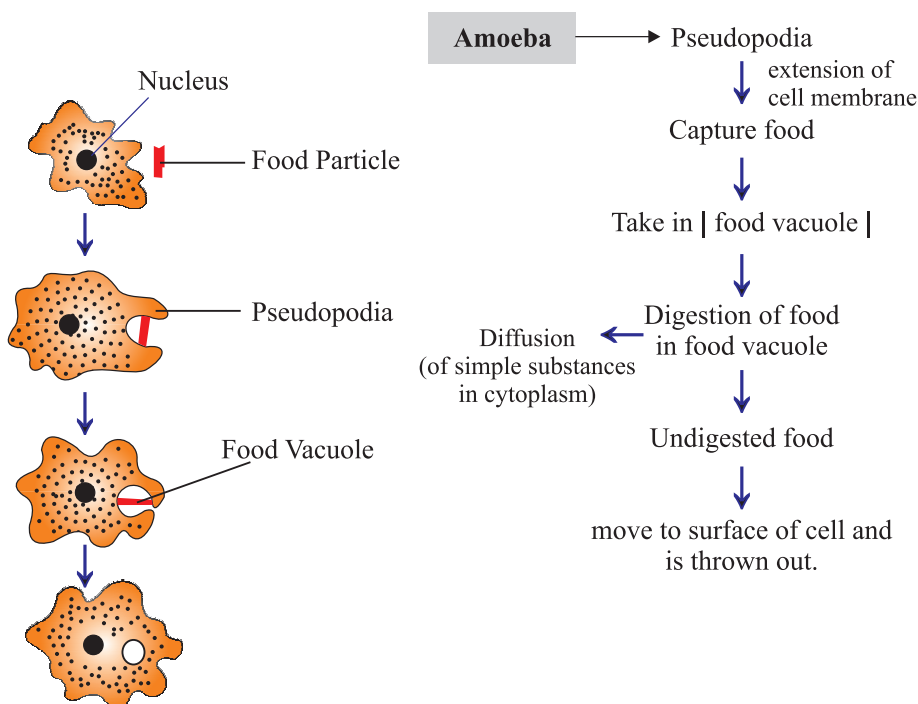 Nucleus
Food Particle
Pseudopodia
Food Vacuole
Amoeba
Pseudopodia
extension of
cell membrane
Capture food
Take in | food vacuole |
Digestion of food
in food vacuole
Diffusion
(of simple substances
in cytoplasm)
Undigested food
move to surface of cell and
is thrown out.